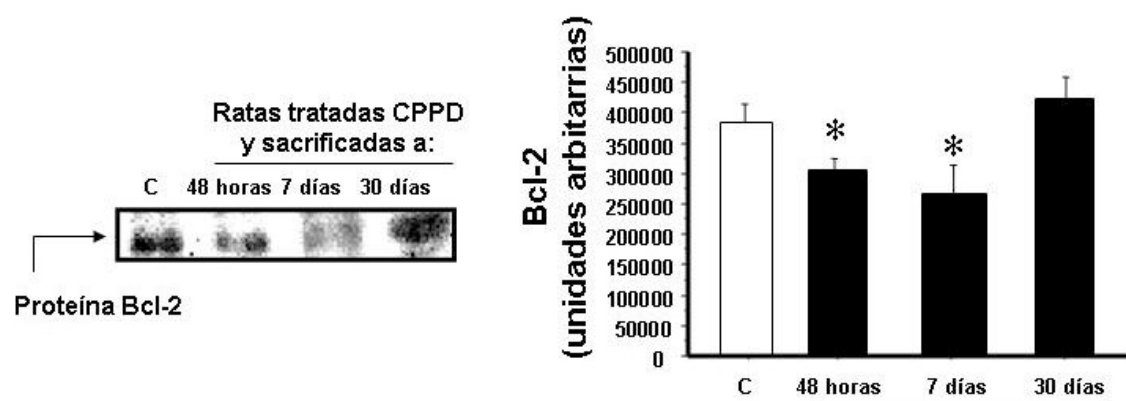 Ratas tratadas CPPD
y sacrificadas a:
C 48 horas 7 días 30 días
Proteína Bcl-2
Bcl-2
(unidades arbitarrias)
500000
450000
400000
350000
300000
250000
200000
150000
100000
50000
0
*
*
C 48 horas 7 días 30 días